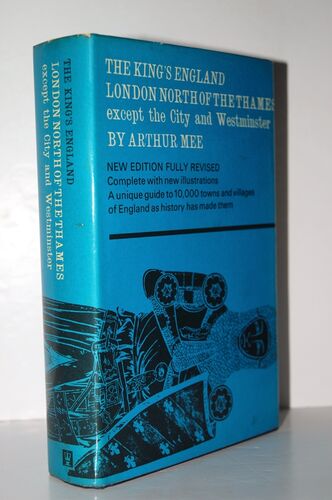 THE KING'S ENGLAND
LONDON NORTH OF THE THAMES
except the City and Westminster
THE KING'S ENGLAND
LONDON NORTH OF THE THAMES
except the City and Westminster
BY ARTHUR MEE
NEW EDITION FULLY REVISED
Complete with new illustrations
A unique guide to 10,000 towns and villages
of England as history has made them